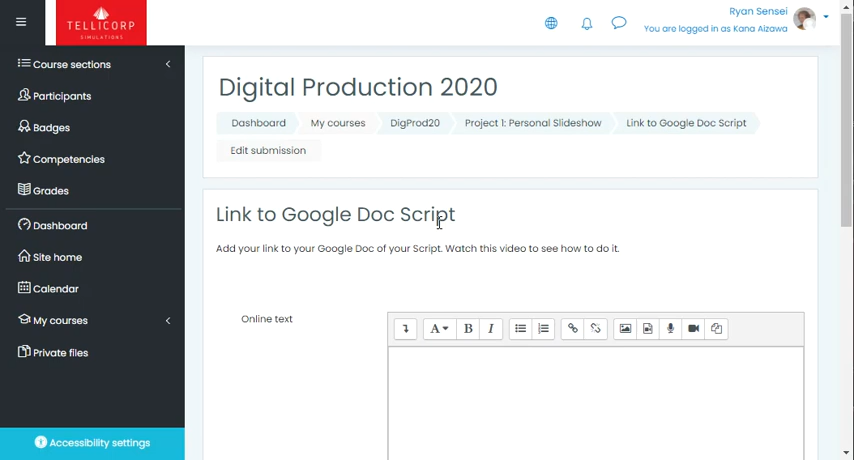 TELLICORP
SIMULATIONS
Ryan Sensei
You are logged in as Kana Aizawa
Course sections
Participants
Badges
Competencies
Grades
Dashboard
Site home
Calendar
My courses
Private files
Accessibility settings
Digital Production 2020
Dashboard My courses DigProd20 Project 1: Personal Slideshow Link to Google Doc Script
Edit submission
Link to Google Doc Script
Add your link to your Google Doc of your Script. Watch this video to see how to do it.
Online text
A B I